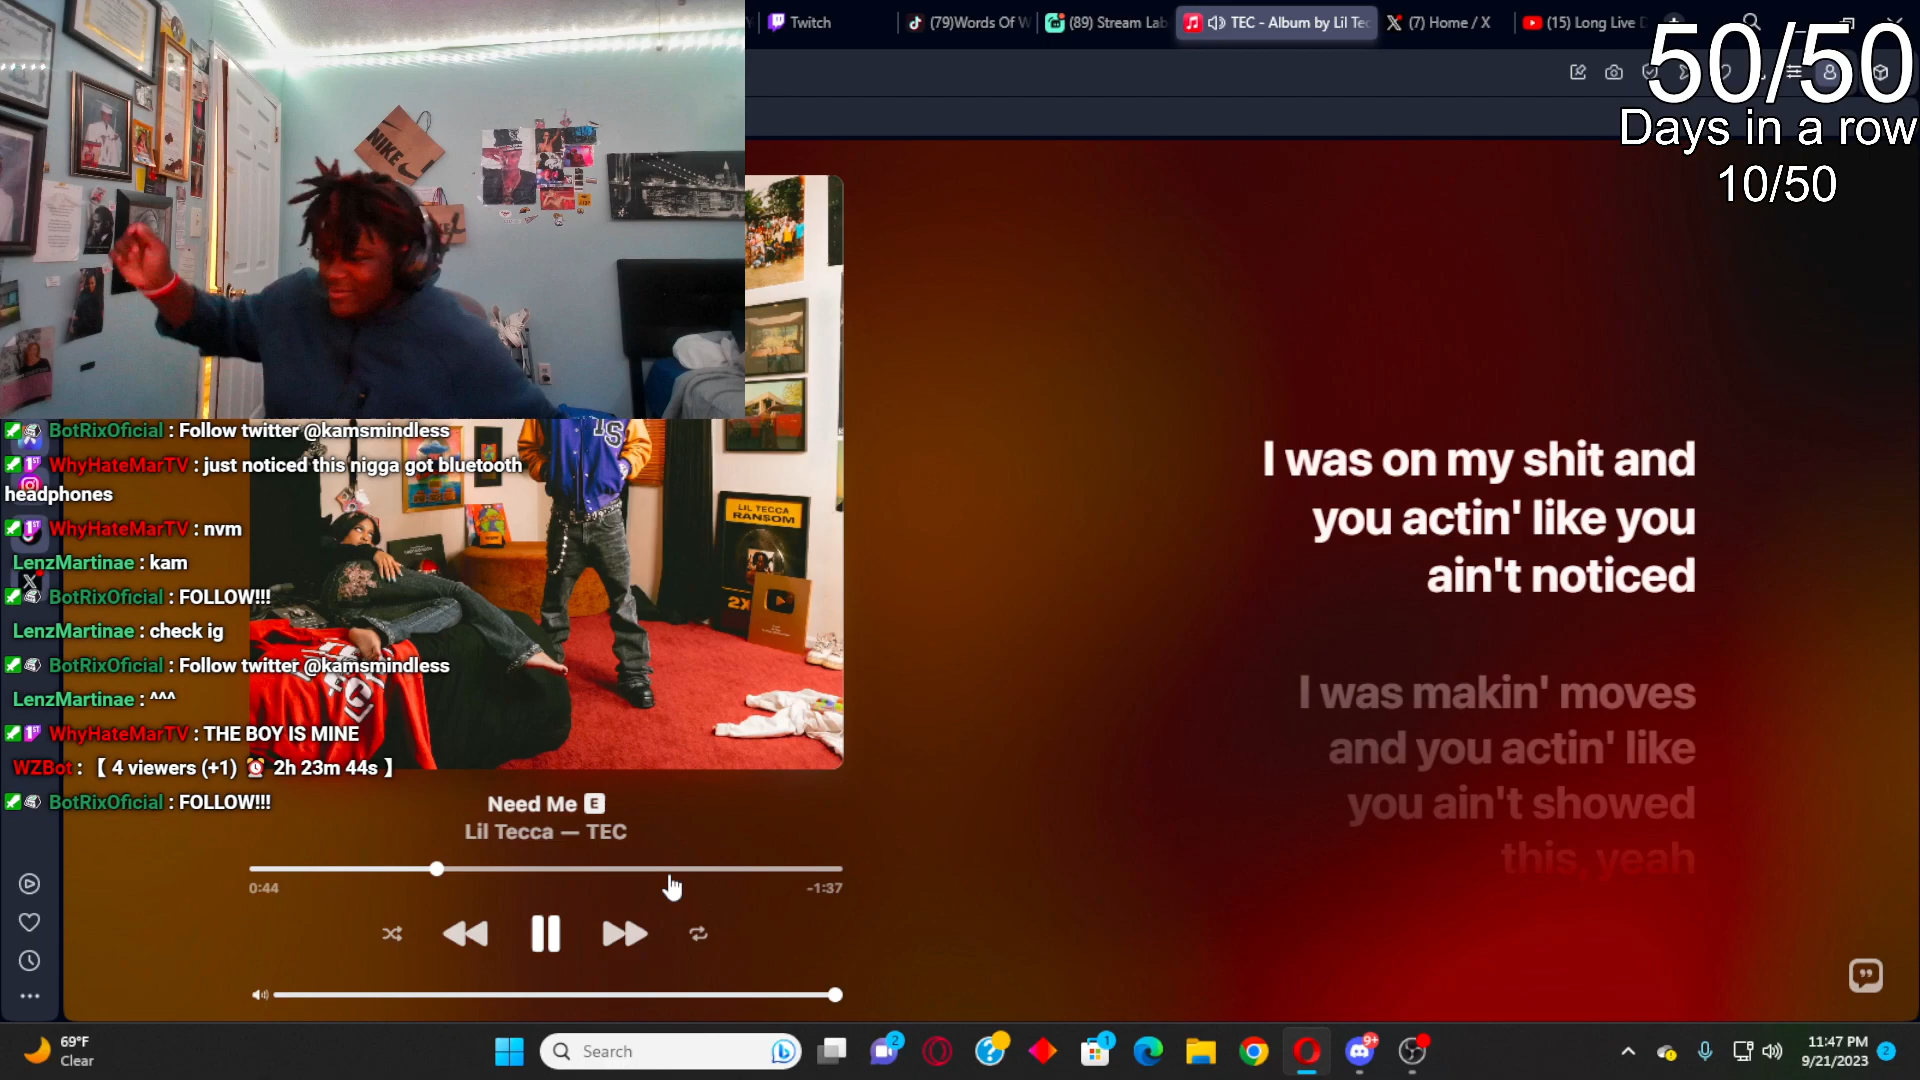 Twitch
(79)Words Of W
(89) Stream Lab
TEC - Album by Lil Tec
(7) Home / X
(15) Long Live D
50/50
Days in a row
10/50
NIKE
BotRixOficial : Follow twitter @kamsmindless
WhyHateMarTV : just noticed this nigga got bluetooth
headphones
WhyHateMarTV : nvm
LenzMartinae : kam
BotRixOficial : FOLLOW!!!
LenzMartinae : check ig
BotRixOficial : Follow twitter @kamsmindless
LenzMartinae : ^^^
WhyHateMarTV : THE BOY IS MINE
WZBot : 【 4 viewers (+1) ⏰ 2h 23m 44s 】
BotRixOficial : FOLLOW!!!
LIL TECCA
RANSOM
2X
I was on my shit and
you actin' like you
ain't noticed
I was makin' moves
and you actin' like
you ain't showed
this, yeah
Need Me E
Lil Tecca — TEC
0:44
-1:37
69°F
Clear
Search
2
1
9+
11:47 PM
9/21/2023
2